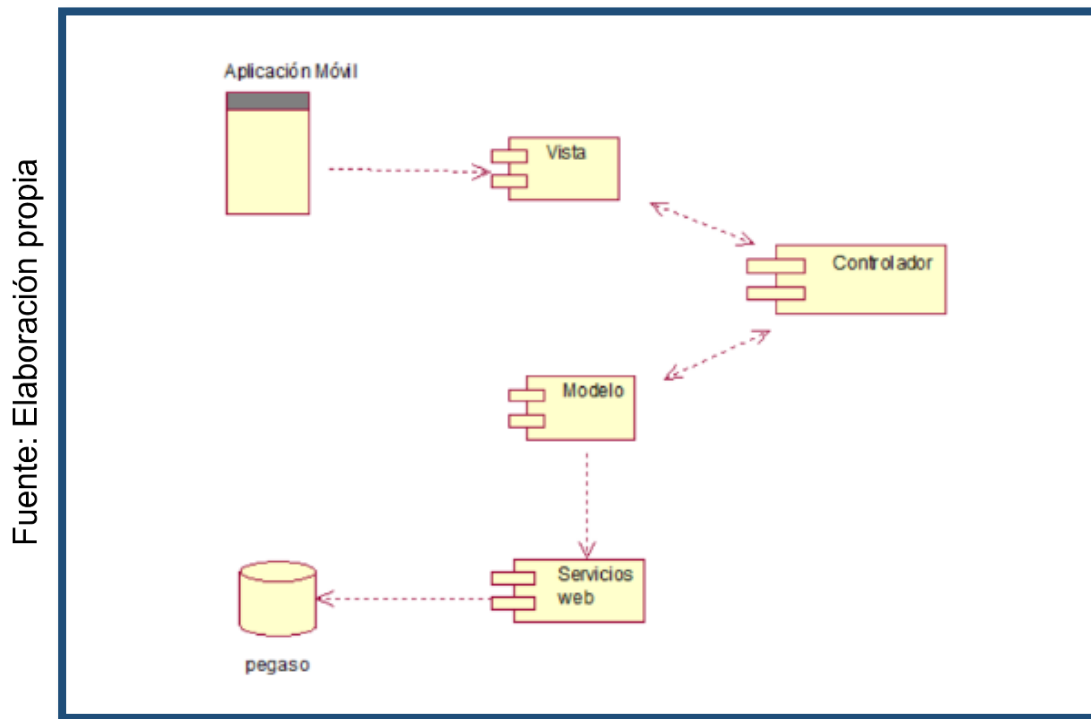 Fuente: Elaboración propia
Aplicación Móvil
Vista
Controlador
Modelo
Servicios
web
pegaso